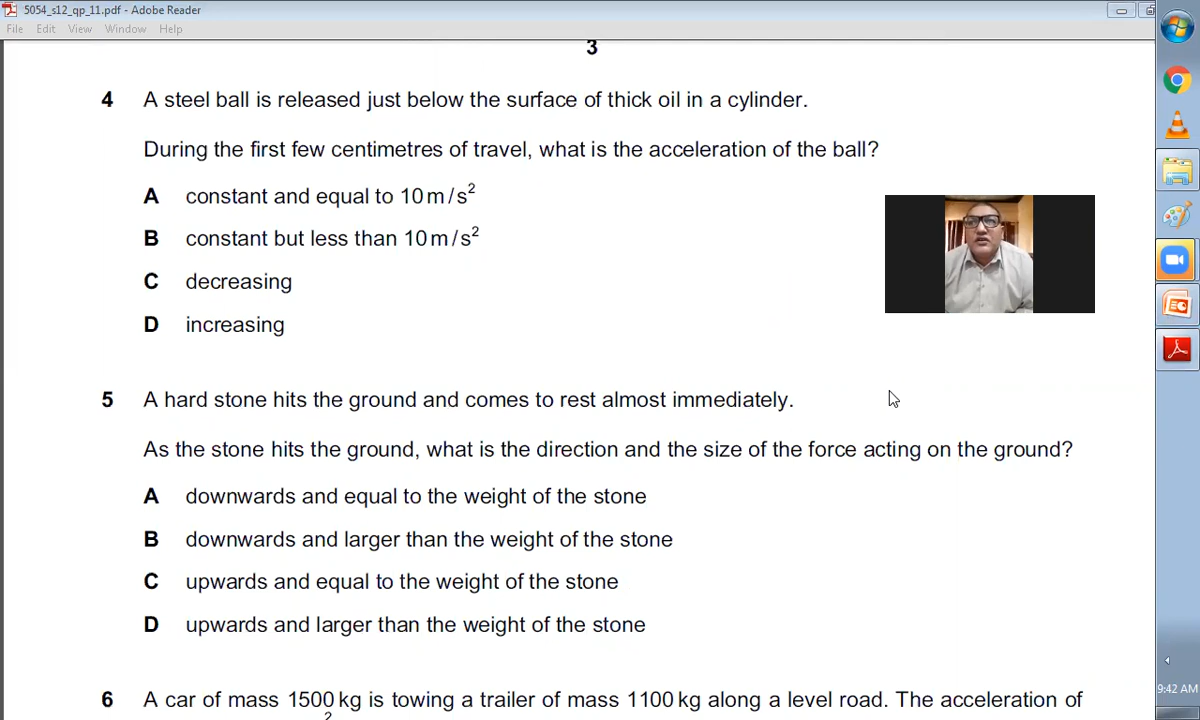 5054_s12_qp_11.pdf - Adobe Reader
File Edit View Window Help
3
4 A steel ball is released just below the surface of thick oil in a cylinder.
During the first few centimetres of travel, what is the acceleration of the ball?
A constant and equal to 10 m/s²
B constant but less than 10 m/s²
C decreasing
D increasing
5 A hard stone hits the ground and comes to rest almost immediately.
As the stone hits the ground, what is the direction and the size of the force acting on the ground?
A downwards and equal to the weight of the stone
B downwards and larger than the weight of the stone
C upwards and equal to the weight of the stone
D upwards and larger than the weight of the stone
6 A car of mass 1500 kg is towing a trailer of mass 1100 kg along a level road. The acceleration of
2
9:42 AM